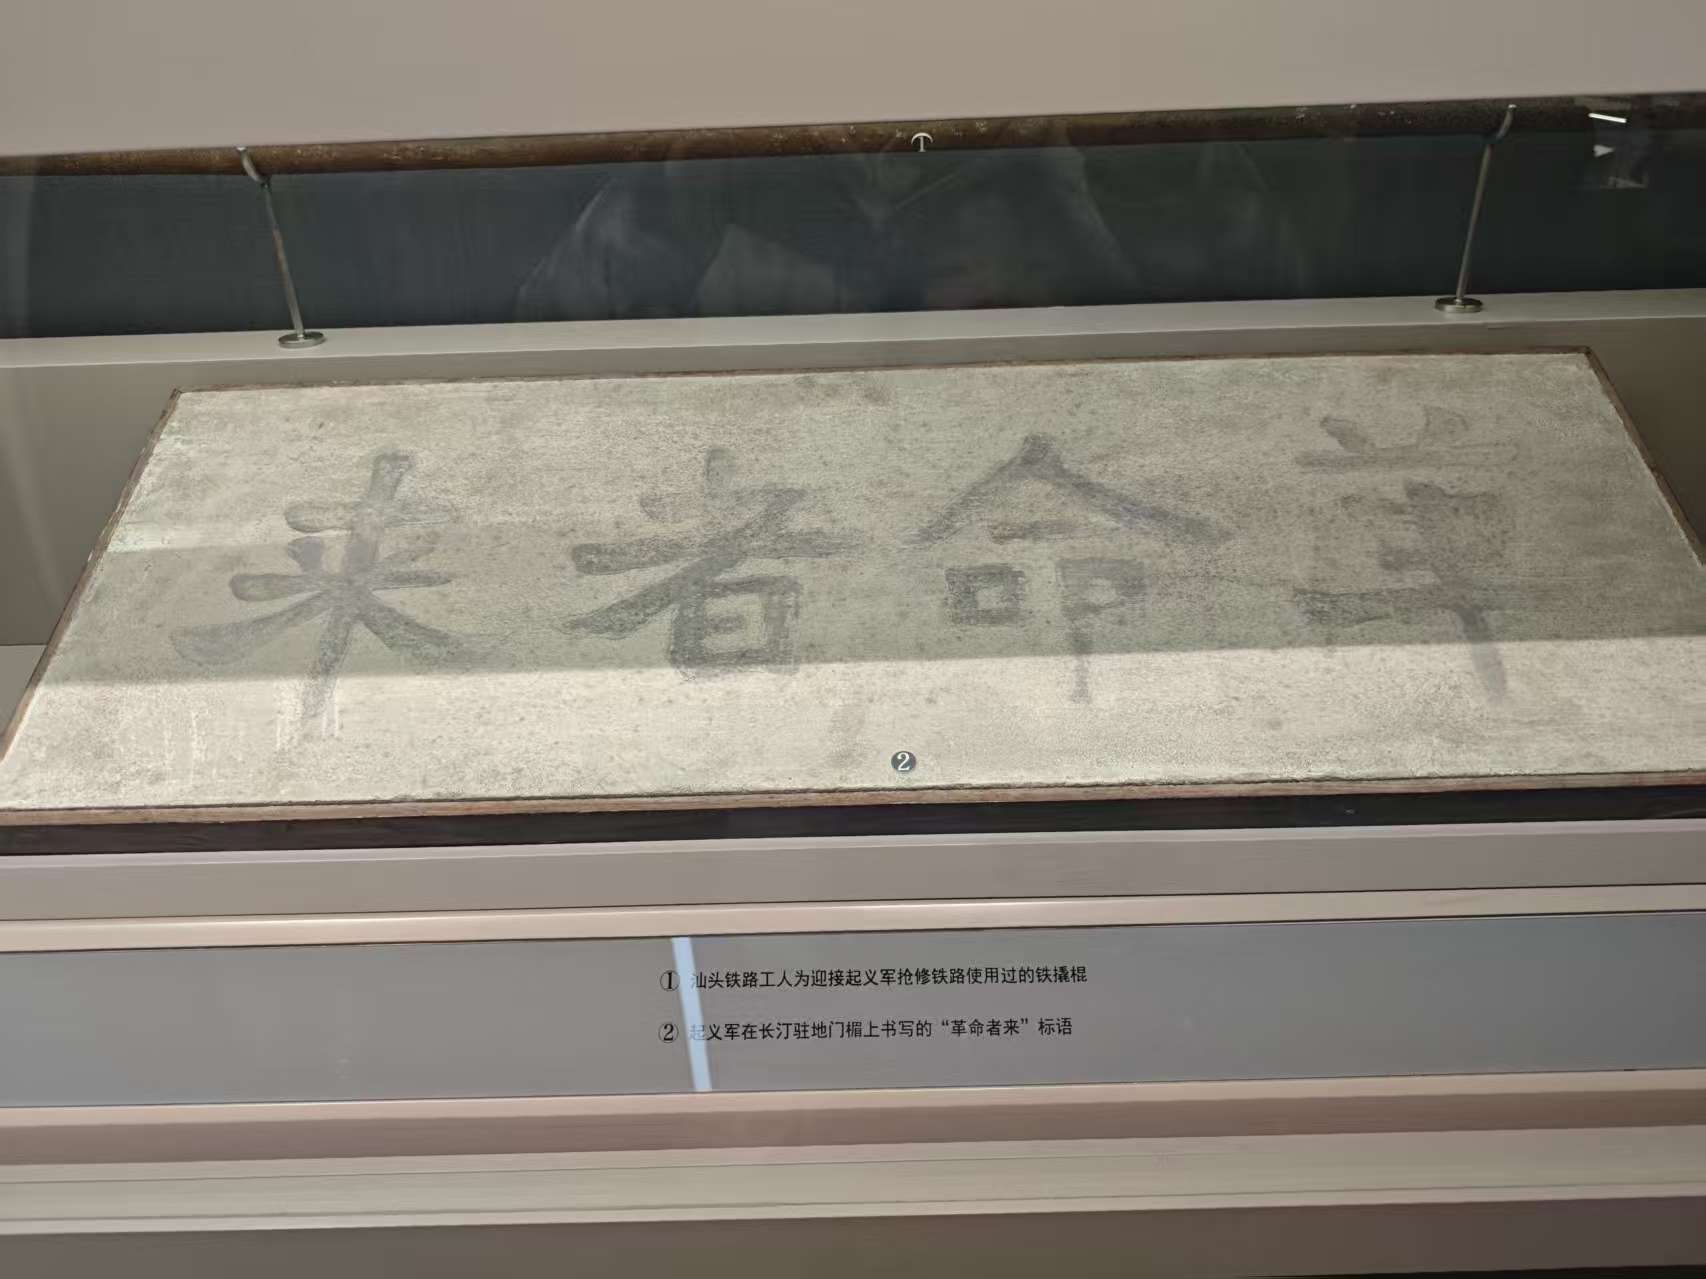 ①
革命者来
②
① 汕头铁路工人为迎接起义军抢修铁路使用过的铁撬棍
② 起义军在长汀驻地门楣上书写的“革命者来”标语